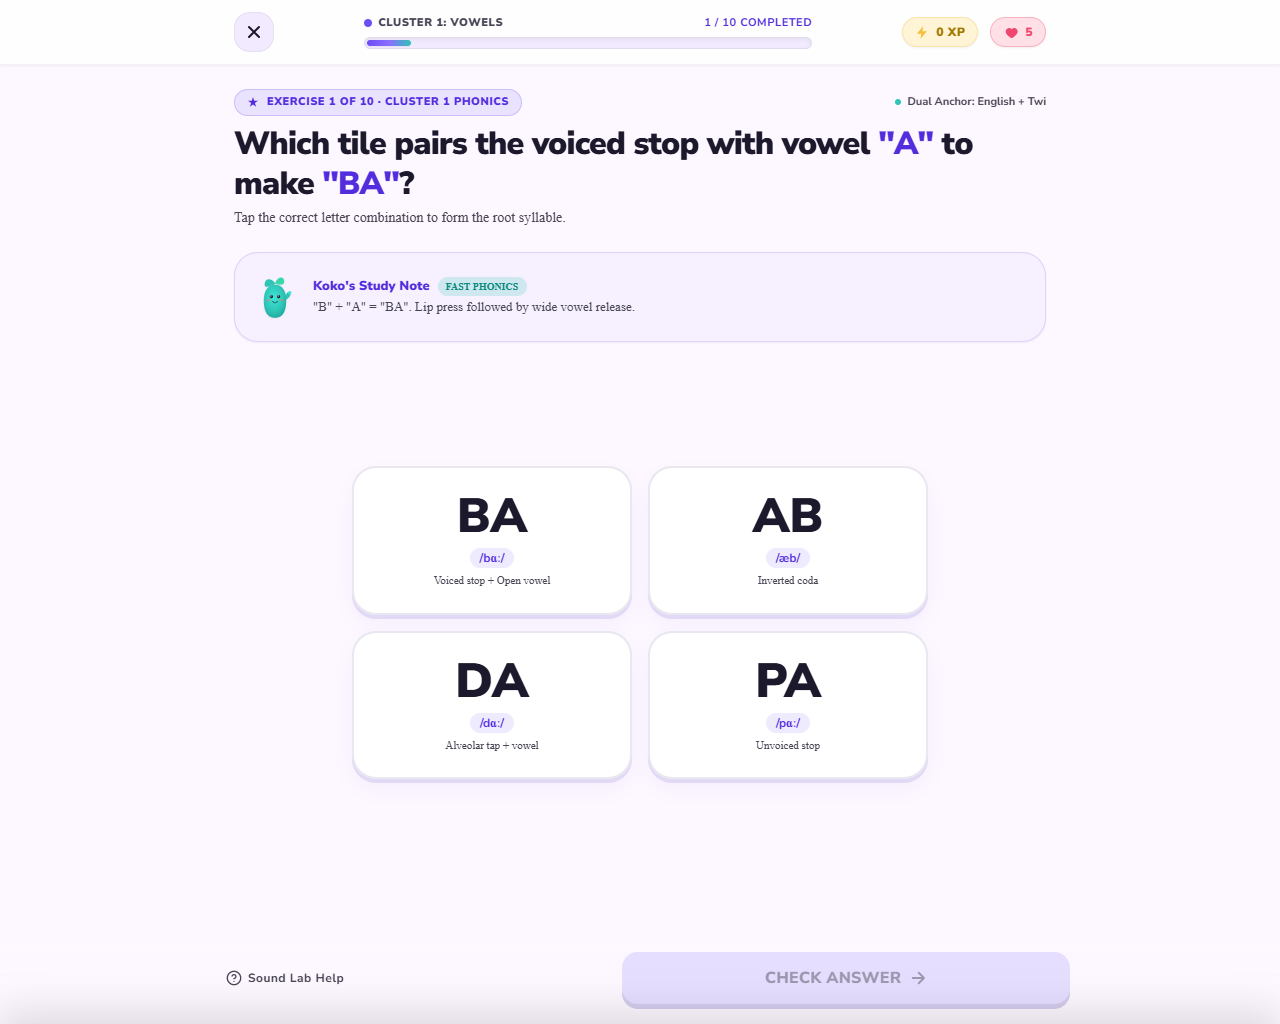 CLUSTER 1: VOWELS
1 / 10 COMPLETED
0 XP
5
★ EXERCISE 1 OF 10 · CLUSTER 1 PHONICS
Dual Anchor: English + Twi
Which tile pairs the voiced stop with vowel "A" to
make "BA"?
Tap the correct letter combination to form the root syllable.
Koko's Study Note
FAST PHONICS
"B" + "A" = "BA". Lip press followed by wide vowel release.
BA
/bɑː/
Voiced stop + Open vowel
AB
/æb/
Inverted coda
DA
/dɑː/
Alveolar tap + vowel
PA
/pɑː/
Unvoiced stop
Sound Lab Help
CHECK ANSWER →